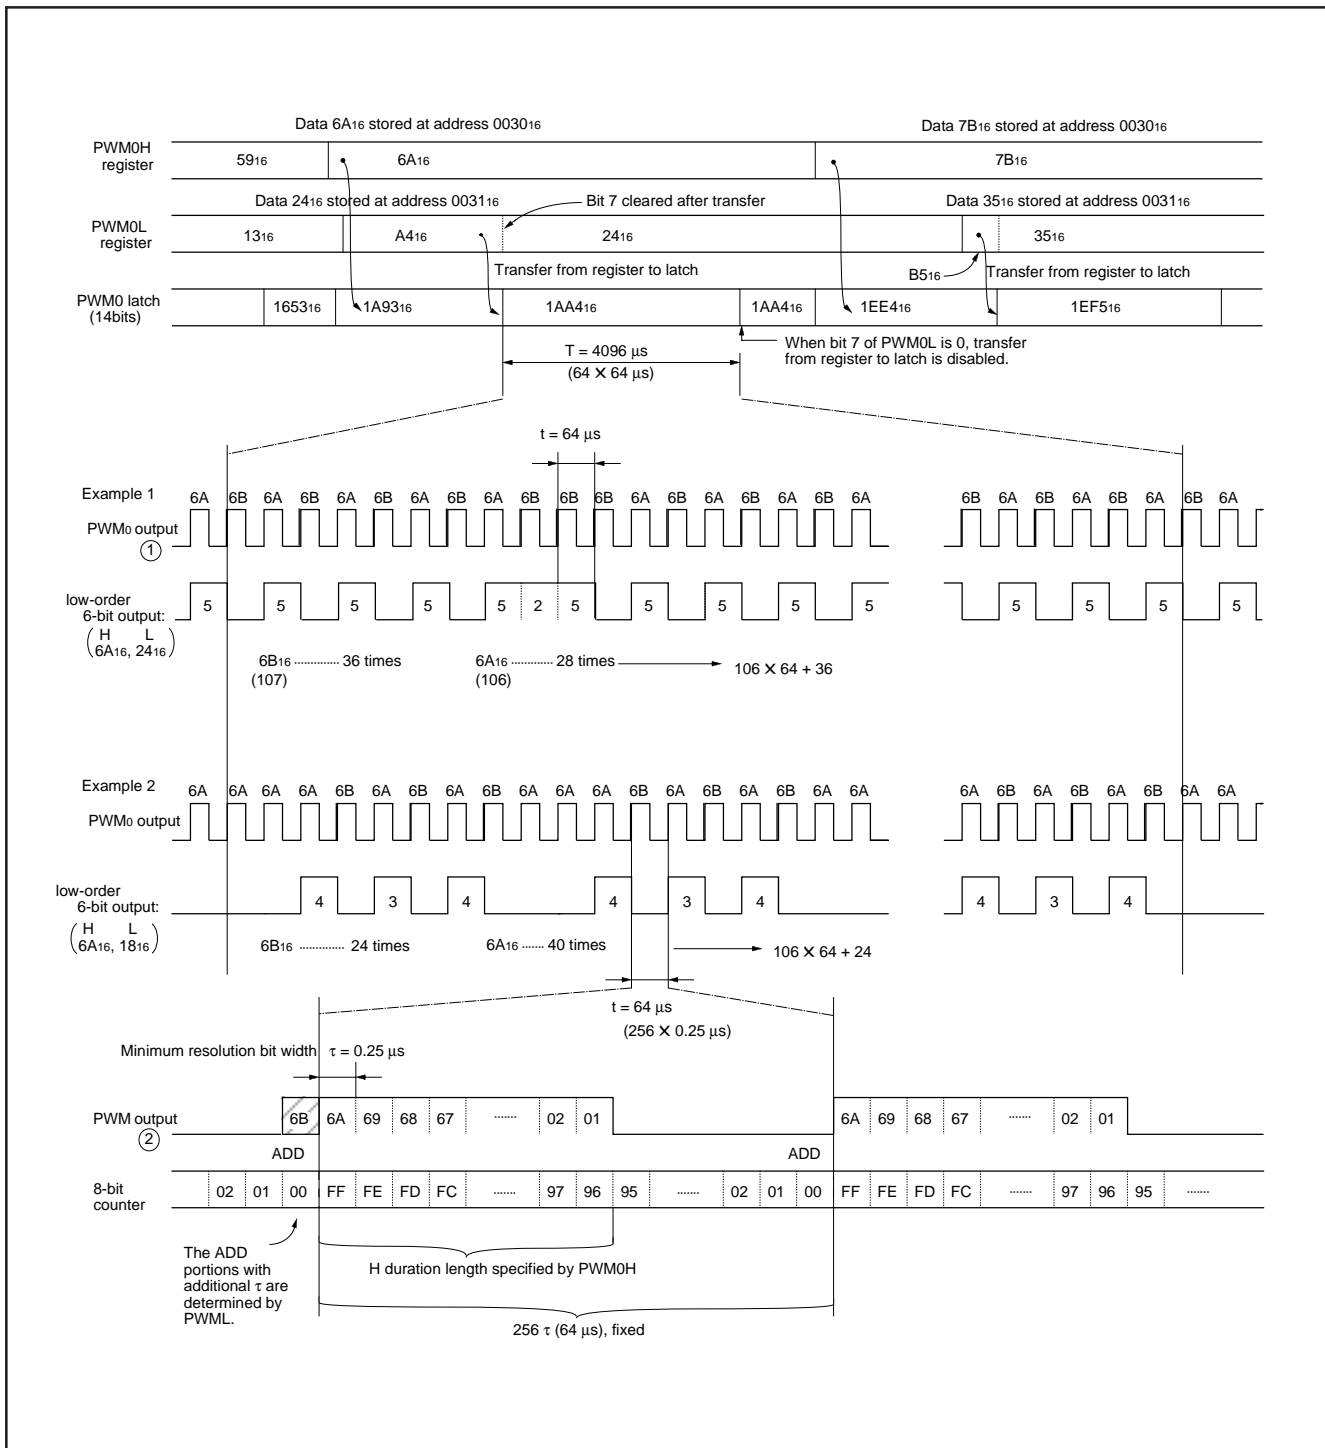 Data 6A16 stored at address 003016
Data 7B16 stored at address 003016
PWM0H
register
5916 6A16 7B16
Data 2416 stored at address 003116
Bit 7 cleared after transfer
Data 3516 stored at address 003116
PWM0L
register
1316 A416 2416 3516
B516
Transfer from register to latch
Transfer from register to latch
PWM0 latch
(14bits)
165316 1A9316 1AA416 1AA416 1EE416 1EF516
When bit 7 of PWM0L is 0, transfer
from register to latch is disabled.
T = 4096 µs
(64 × 64 µs)
t = 64 µs
Example 1
6A 6B 6A 6B 6A 6B 6A 6B 6A 6B 6B 6B 6A 6B 6A 6B 6A 6B 6A 6B 6A 6B 6A 6B 6A 6B 6A
PWM0 output
1
low-order
6-bit output:
5 5 5 5 5 2 5 5 5 5 5 5 5 5 5
H L
(6A16, 2416)
6B16 ............. 36 times
(107)
6A16 ............. 28 times
(106)
106 × 64 + 36
Example 2
6A 6A 6A 6A 6B 6A 6B 6A 6B 6A 6A 6A 6B 6A 6B 6A 6B 6A 6A 6A 6B 6A 6B 6A 6B 6A 6A
PWM0 output
low-order
6-bit output:
4 3 4 4 3 4 4 3 4
H L
(6A16, 1816)
6B16 ............. 24 times
6A16 ....... 40 times
106 × 64 + 24
t = 64 µs
(256 × 0.25 µs)
Minimum resolution bit width τ = 0.25 µs
PWM output
2
6B 6A 69 68 67 ....... 02 01 6A 69 68 67 ....... 02 01
ADD ADD
8-bit
counter
02 01 00 FF FE FD FC ....... 97 96 95 ....... 02 01 00 FF FE FD FC ....... 97 96 95 .......
The ADD
portions with
additional τ are
determined by
PWML.
H duration length specified by PWM0H
256 τ (64 µs), fixed